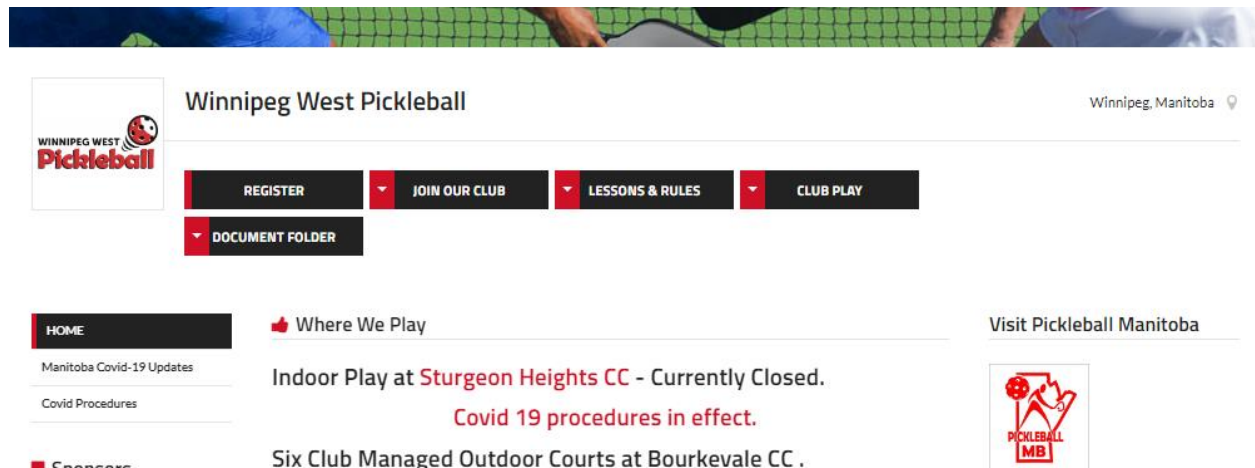 Winnipeg West Pickleball
Winnipeg, Manitoba
WINNIPEG WEST
Pickleball
REGISTER
JOIN OUR CLUB
LESSONS & RULES
CLUB PLAY
DOCUMENT FOLDER
HOME
Manitoba Covid-19 Updates
Covid Procedures
Sponsors
Where We Play
Indoor Play at Sturgeon Heights CC - Currently Closed.
Covid 19 procedures in effect.
Six Club Managed Outdoor Courts at Bourkevale CC .
Visit Pickleball Manitoba
PICKLEBALL
MB